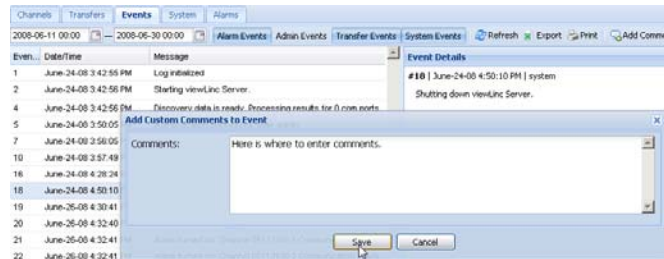 Channels Transfers Events System Alarms
2008-06-11 00:00 — 2008-06-30 00:00 Alarm Events Admin Events Transfer Events System Events Refresh Export Print Add Comme
Even... Date/Time Message
Event Details
1 June-24-08 3:42:55 PM Log initialized
#18 | June-24-08 4:50:10 PM | system
2 June-24-08 3:42:56 PM Starting viewLinc Server.
Shutting down viewLinc Server.
4 June-24-08 3:42:56 PM Discovery data is ready. Processing results for 0 com ports
5 June-24-08 3:50:05
Add Custom Comments to Event
7 June-24-08 3:56:05
Comments: Here is where to enter comments.
10 June-24-08 3:57:49
16 June-24-08 4:28:24
18 June-24-08 4:50:10
19 June-26-08 4:30:41
20 June-26-08 4:32:40
21 June-26-08 4:32:41
Save Cancel
22 June-26-08 4:32:41